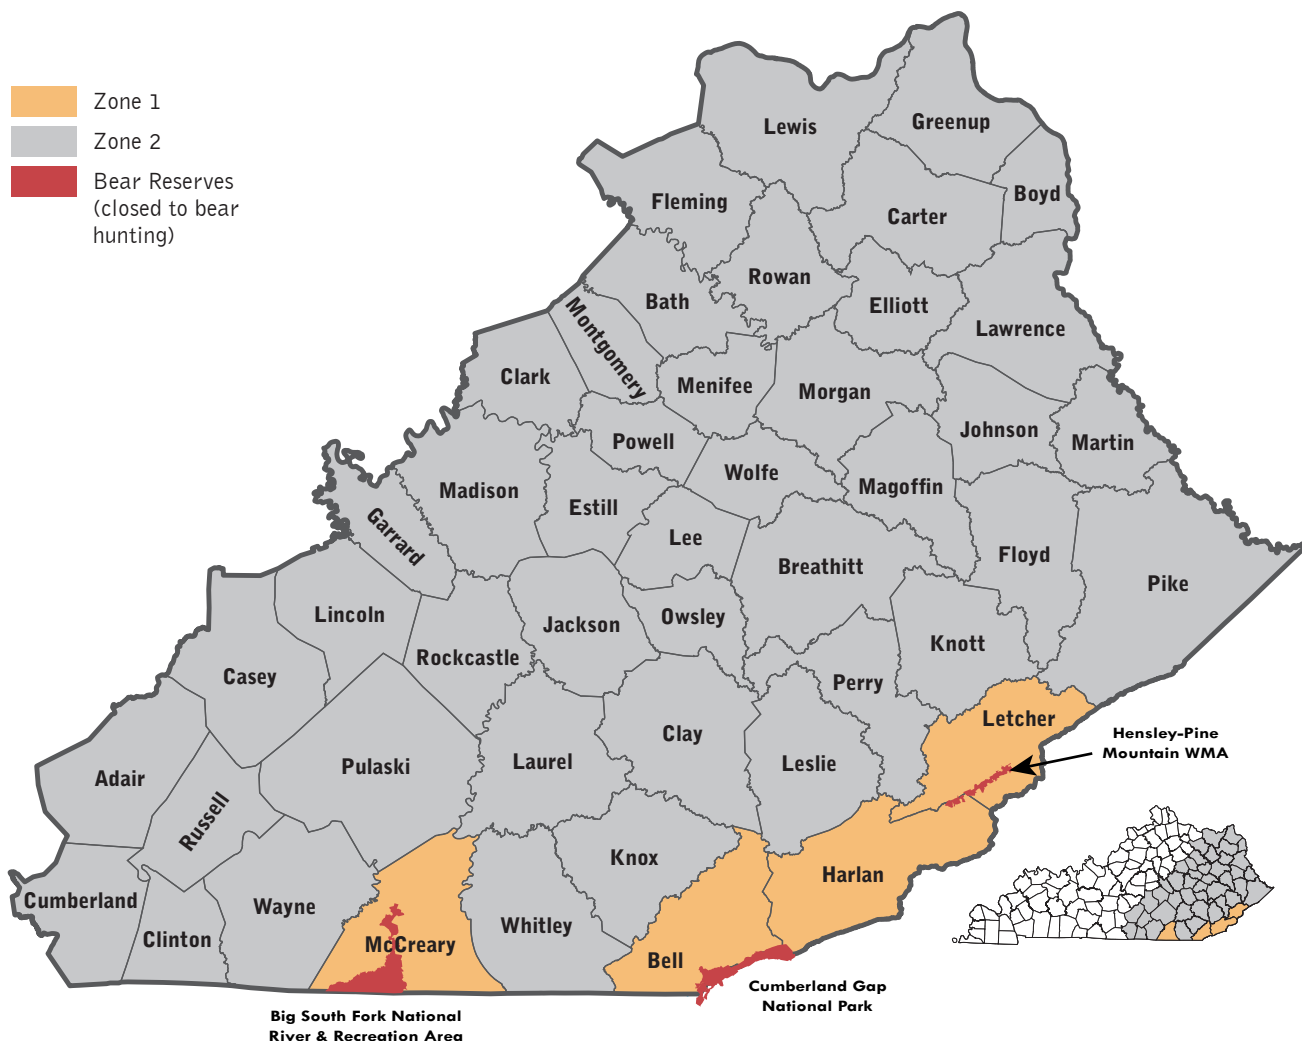 Zone 1
Zone 2
Bear Reserves
(closed to bear
hunting)
Lewis
Greenup
Boyd
Fleming
Carter
Rowan
Bath
Elliott
Montgomery
Lawrence
Clark
Menifee
Morgan
Johnson
Martin
Powell
Wolfe
Magoffin
Madison
Estill
Garrard
Lee
Breathitt
Floyd
Pike
Lincoln
Jackson
Owsley
Knott
Rockcastle
Casey
Perry
Letcher
Clay
Laurel
Leslie
Pulaski
Adair
Russell
Hensley-Pine
Mountain WMA
Knox
Harlan
Cumberland
Wayne
Whitley
Clinton
McCreary
Bell
Cumberland Gap
National Park
Big South Fork National
River & Recreation Area